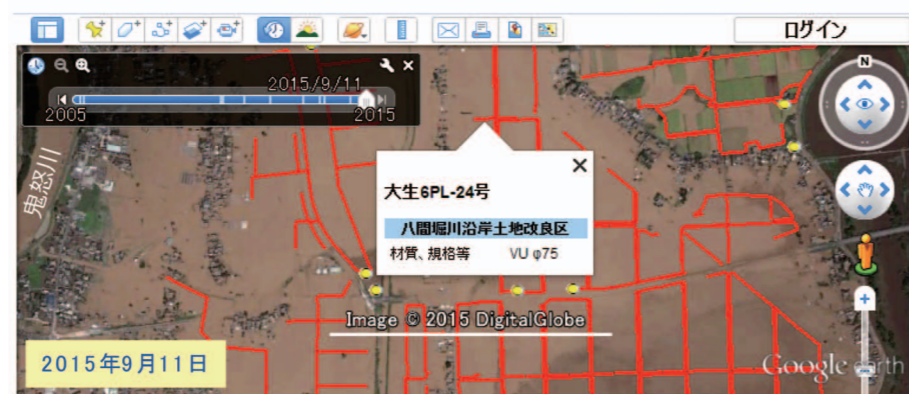 ログイン
N
2015/9/11
2005
2015
鬼怒川
大生6PL-24号
八間堀川沿岸土地改良区
材質、規格等 VU φ75
Image © 2015 DigitalGlobe
2015年9月11日
Google earth